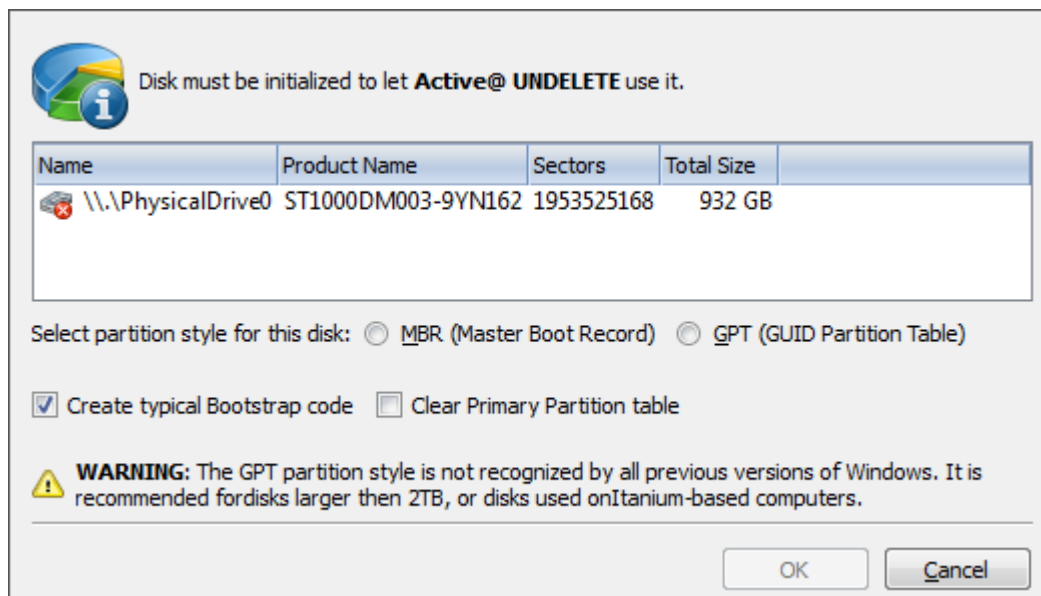 Disk must be initialized to let Active@ UNDELETE use it.
Name Product Name Sectors Total Size
\\.\PhysicalDrive0 ST1000DM003-9YN162 1953525168 932 GB
Select partition style for this disk: MBR (Master Boot Record) GPT (GUID Partition Table)
Create typical Bootstrap code Clear Primary Partition table
WARNING: The GPT partition style is not recognized by all previous versions of Windows. It is
recommended fordisks larger then 2TB, or disks used onItanium-based computers.
OK Cancel